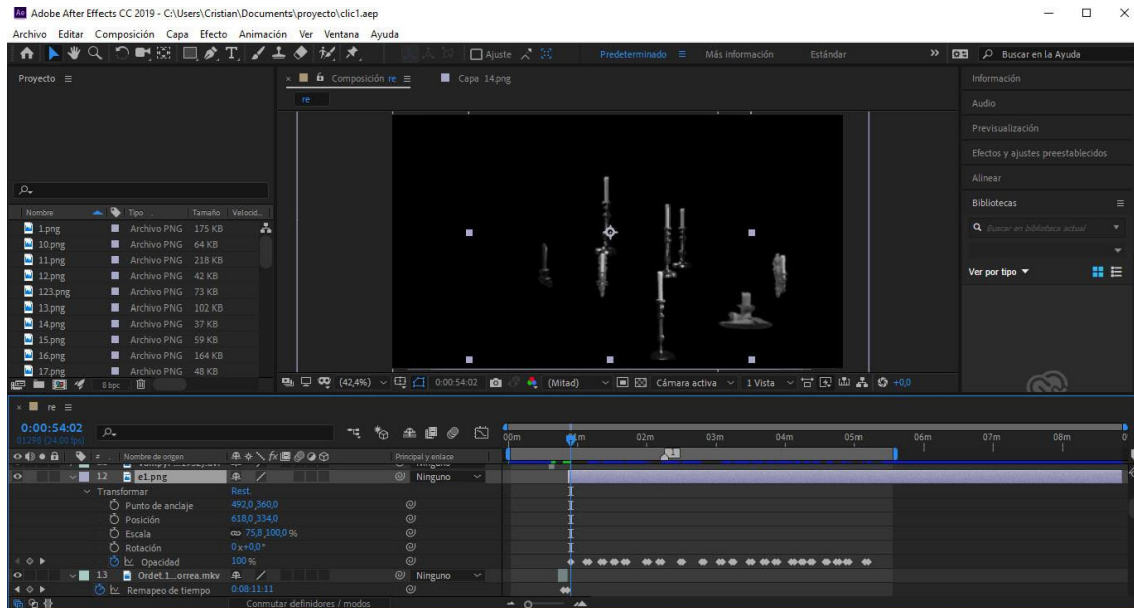 Ae Adobe After Effects CC 2019 - C:\Users\Cristian\Documents\proyecto\clic1.aep
Archivo Editar Composición Capa Efecto Animación Ver Ventana Ayuda
Ajuste Predeterminado Más información Estándar Buscar en la Ayuda
Proyecto
Composición re
Capa 14.png
re
Información
Audio
Previsualización
Efectos y ajustes preestablecidos
Alinear
Bibliotecas
Buscar en biblioteca actual
Ver por tipo
Nombre Tipo Tamaño Velocid...
1.png Archivo PNG 175 KB
10.png Archivo PNG 64 KB
11.png Archivo PNG 218 KB
12.png Archivo PNG 42 KB
123.png Archivo PNG 73 KB
13.png Archivo PNG 102 KB
14.png Archivo PNG 37 KB
15.png Archivo PNG 59 KB
16.png Archivo PNG 164 KB
17.png Archivo PNG 48 KB
8 bpc
(42,4%) 0:00:54:02 (Mitad) Cámara activa 1 Vista +0,0
re
0:00:54:02
01298 (24,00 fps)
00m 01m 02m 03m 04m 05m 06m 07m 08m
1
Nombre de origen fx Principal y enlace
12 e1.png Ninguno
Transformar Rest.
Punto de anclaje 492,0,360,0
Posición 618,0,334,0
Escala 75,8,100,0 %
Rotación 0x+0,0°
Opacidad 100 %
13 Ordet.1...orrea.mkv Ninguno
Remapeo de tiempo 0:08:11:11
Conmutar definidores / modos